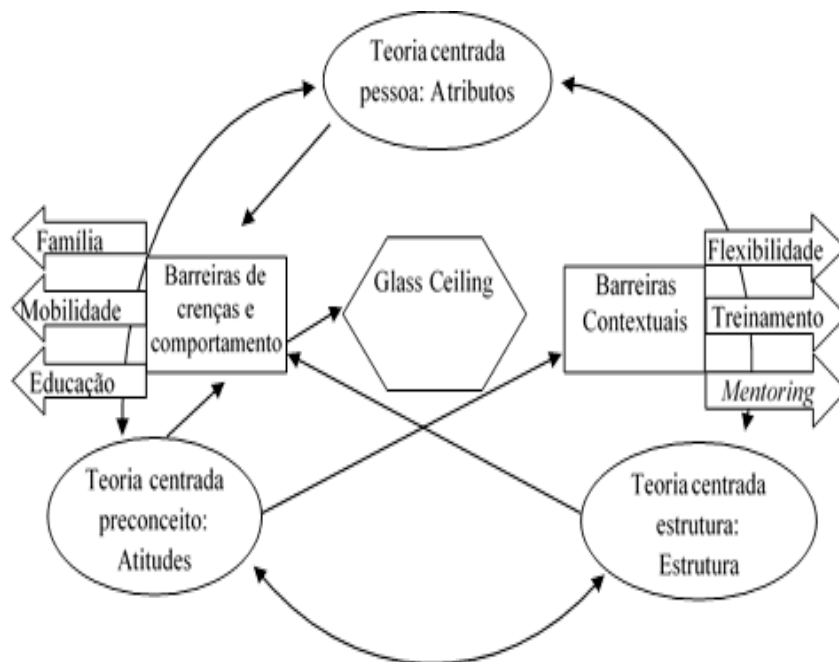 Teoria centrada
pessoa: Atributos
Família
Mobilidade
Educação
Barreiras de
crenças e
comportamento
Glass Ceiling
Barreiras
Contextuais
Flexibilidade
Treinamento
Mentoring
Teoria centrada
preconceito:
Atitudes
Teoria centrada
estrutura:
Estrutura